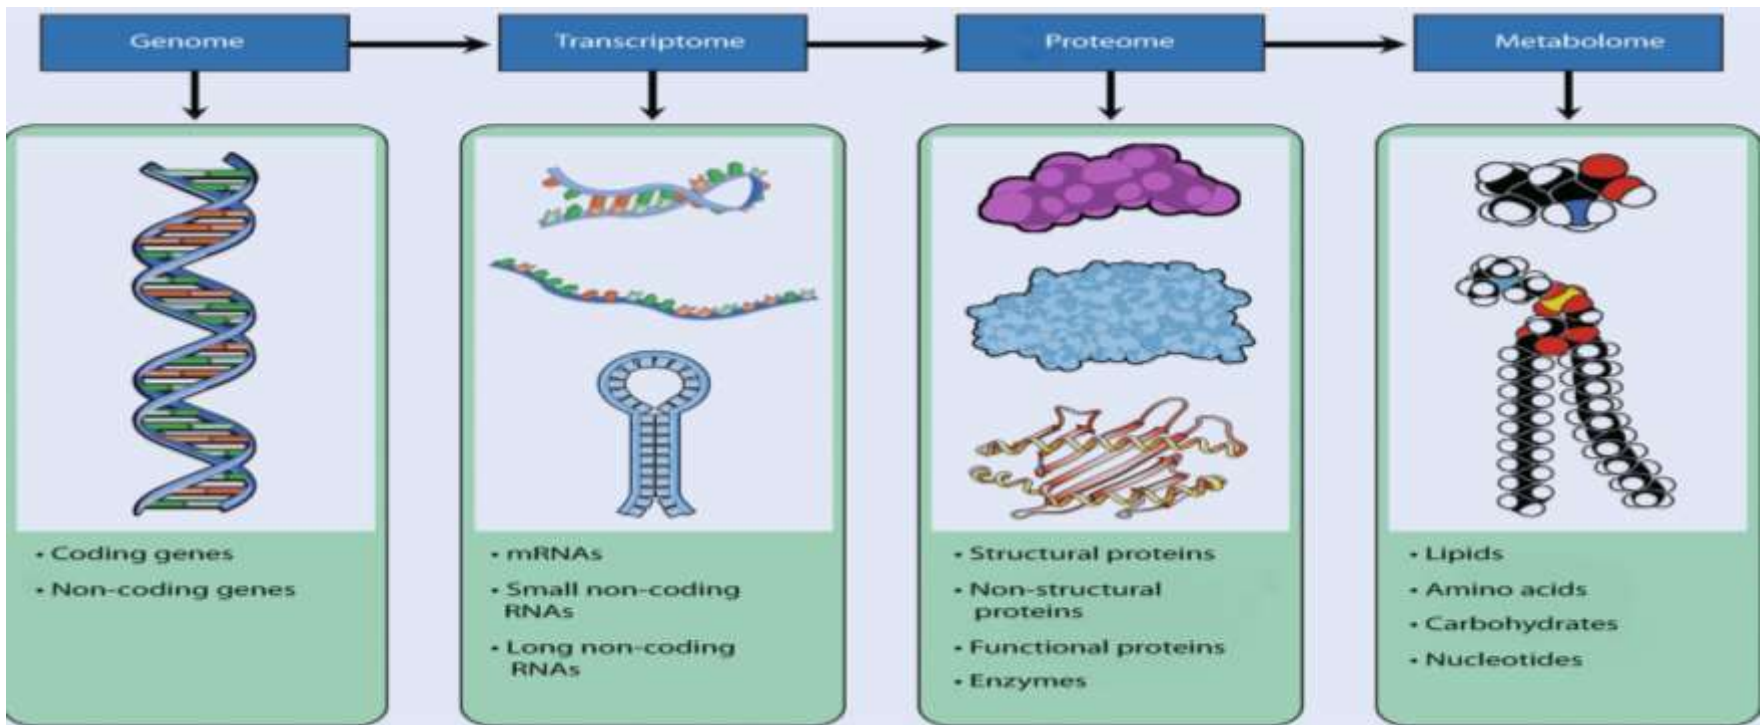 Genome
Transcriptome
Proteome
Metabolome
• Coding genes
• Non-coding genes
• mRNAs
• Small non-coding
RNAs
• Long non-coding
RNAs
• Structural proteins
• Non-structural
proteins
• Functional proteins
• Enzymes
• Lipids
• Amino acids
• Carbohydrates
• Nucleotides